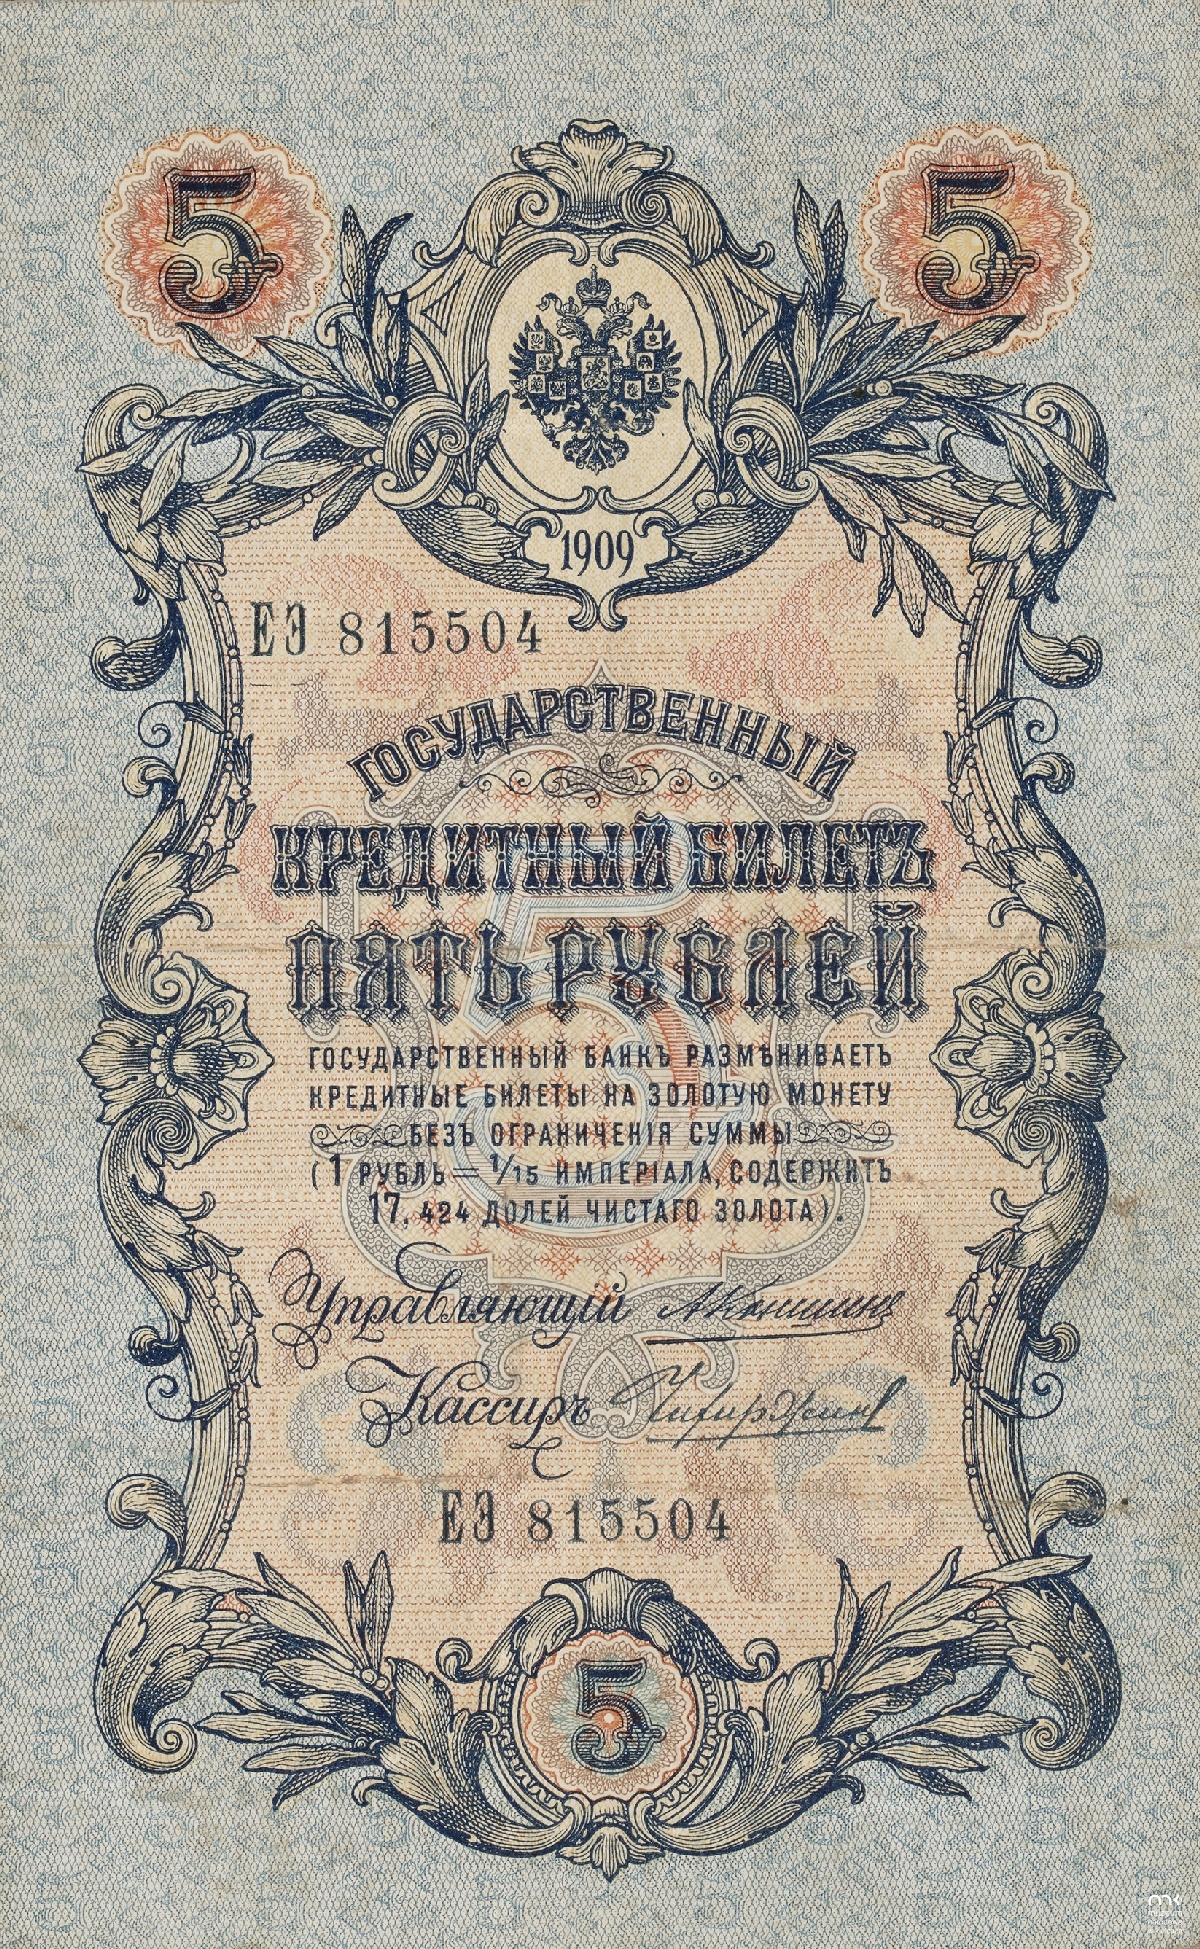 5 5
1909
ЕЭ 815504
ГОСУДАРСТВЕННЫЙ
КРЕДИТНЫЙ БИЛЕТЪ
ПЯТЬ РУБЛЕЙ
ГОСУДАРСТВЕННЫЙ БАНКЪ РАЗМѢНИВАЕТЪ
КРЕДИТНЫЕ БИЛЕТЫ НА ЗОЛОТУЮ МОНЕТУ
БЕЗЪ ОГРАНИЧЕНІЯ СУММЫ
(1 РУБЛЬ = 1/15 ИМПЕРІАЛА, СОДЕРЖИТЪ
17,424 ДОЛЕЙ ЧИСТАГО ЗОЛОТА).
Управляющій
Кассиръ
ЕЭ 815504
5